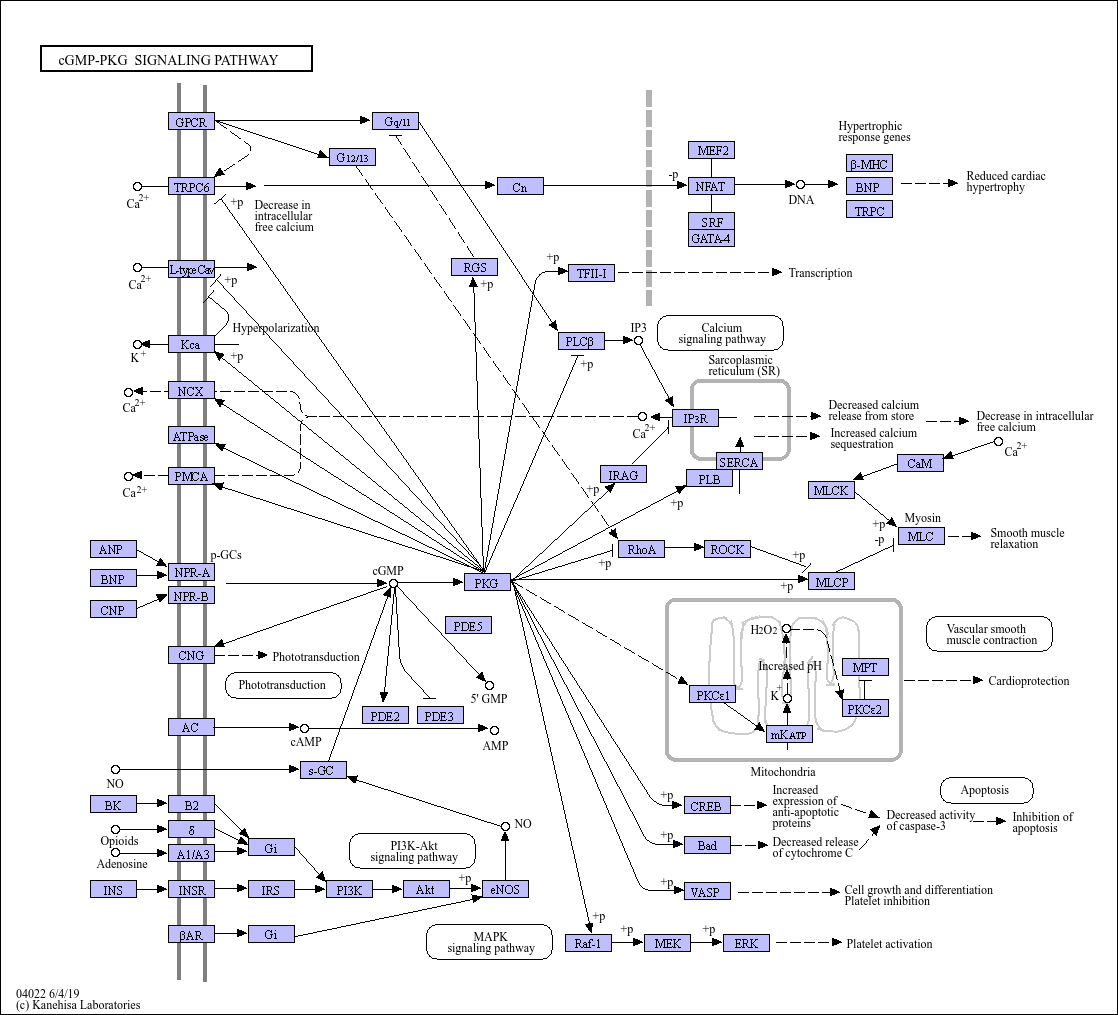 cGMP-PKG SIGNALING PATHWAY
GPCR
Gq/11
G12/13
Hypertrophic
response genes
MEF2
β-MHC
TRPC6
Ca2+
+p
Decrease in
intracellular
free calcium
Cn
-p
NFAT
DNA
BNP
TRPC
Reduced cardiac
hypertrophy
SRF
GATA-4
L-typeCav
Ca2+
+p
RGS
+p
+p
TFII-I
Transcription
Hyperpolarization
Kca
K+
+p
PLCβ
+p
IP3
Calcium
signaling pathway
Sarcoplasmic
reticulum (SR)
NCX
Ca2+
ATPase
PMCA
Ca2+
Ca2+
IP3R
Decreased calcium
release from store
Increased calcium
sequestration
Decrease in intracellular
free calcium
Ca2+
IRAG
+p
SERCA
PLB
+p
CaM
MLCK
+p
-p
Myosin
MLC
Smooth muscle
relaxation
ANP
BNP
CNP
p-GCs
NPR-A
NPR-B
cGMP
PKG
RhoA
+p
ROCK
+p
+p
MLCP
PDE5
CNG
Phototransduction
Phototransduction
5' GMP
PDE2
PDE3
H2O2
Increased pH
K+
MPT
PKCε1
PKCε2
mKATP
Mitochondria
Vascular smooth
muscle contraction
Cardioprotection
AC
cAMP
AMP
NO
s-GC
BK
B2
Opioids
δ
Adenosine
A1/A3
Gi
NO
PI3K-Akt
signaling pathway
INS
INSR
IRS
PI3K
Akt
+p
eNOS
βAR
Gi
MAPK
signaling pathway
+p
CREB
Increased
expression of
anti-apoptotic
proteins
Apoptosis
+p
Bad
Decreased release
of cytochrome C
Decreased activity
of caspase-3
Inhibition of
apoptosis
+p
VASP
Cell growth and differentiation
Platelet inhibition
+p
Raf-1
+p
MEK
+p
ERK
Platelet activation
04022 6/4/19
(c) Kanehisa Laboratories